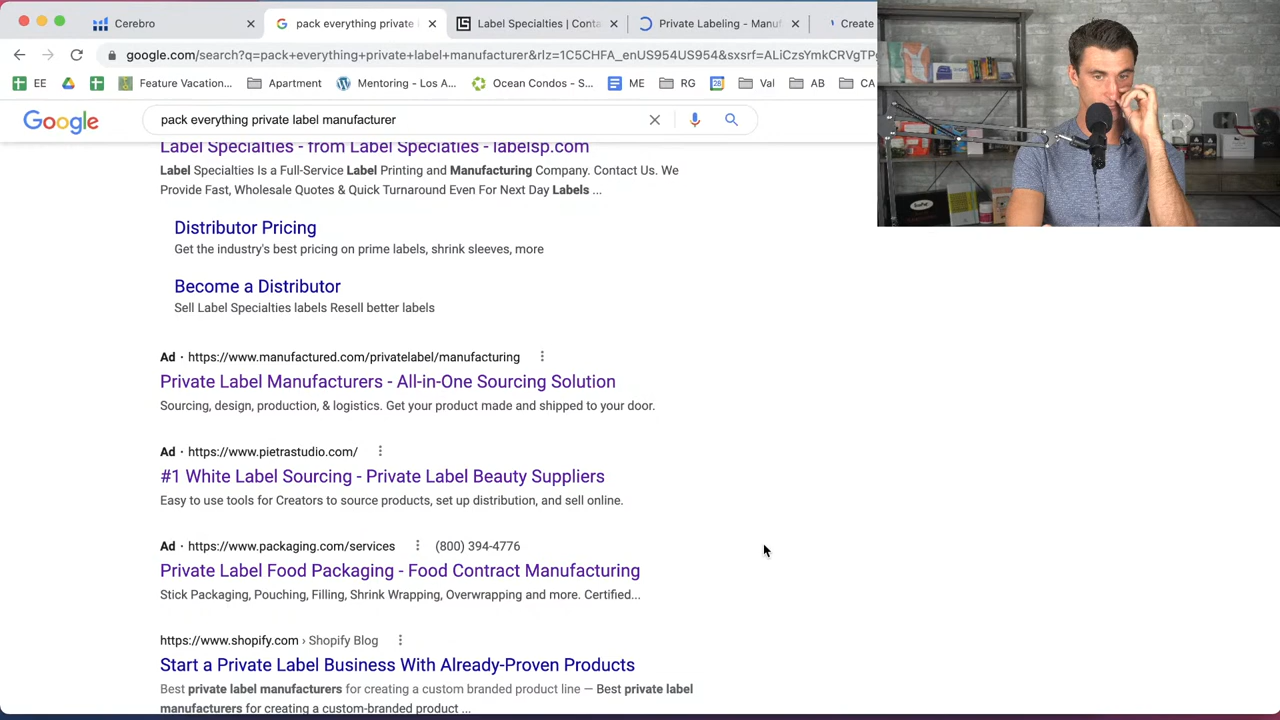 Cerebro
pack everything private
Label Specialties | Conta
Private Labeling - Manuf
Create
google.com/search?q=pack+everything+private+label+manufacturer&rlz=1C5CHFA_enUS954US954&sxsrf=ALiCzsYmkCRVgTPg
EE
Feature Vacation...
Apartment
Mentoring - Los A...
Ocean Condos - S...
ME
RG
28
Val
AB
CA
Google
pack everything private label manufacturer
Label Specialties - from Label Specialties - labelsp.com
Label Specialties Is a Full-Service Label Printing and Manufacturing Company. Contact Us. We
Provide Fast, Wholesale Quotes & Quick Turnaround Even For Next Day Labels ...
Distributor Pricing
Get the industry's best pricing on prime labels, shrink sleeves, more
Become a Distributor
Sell Label Specialties labels Resell better labels
Ad · https://www.manufactured.com/privatelabel/manufacturing
Private Label Manufacturers - All-in-One Sourcing Solution
Sourcing, design, production, & logistics. Get your product made and shipped to your door.
Ad · https://www.pietrastudio.com/
#1 White Label Sourcing - Private Label Beauty Suppliers
Easy to use tools for Creators to source products, set up distribution, and sell online.
Ad · https://www.packaging.com/services (800) 394-4776
Private Label Food Packaging - Food Contract Manufacturing
Stick Packaging, Pouching, Filling, Shrink Wrapping, Overwrapping and more. Certified...
https://www.shopify.com › Shopify Blog
Start a Private Label Business With Already-Proven Products
Best private label manufacturers for creating a custom branded product line — Best private label
manufacturers for creating a custom-branded product ...